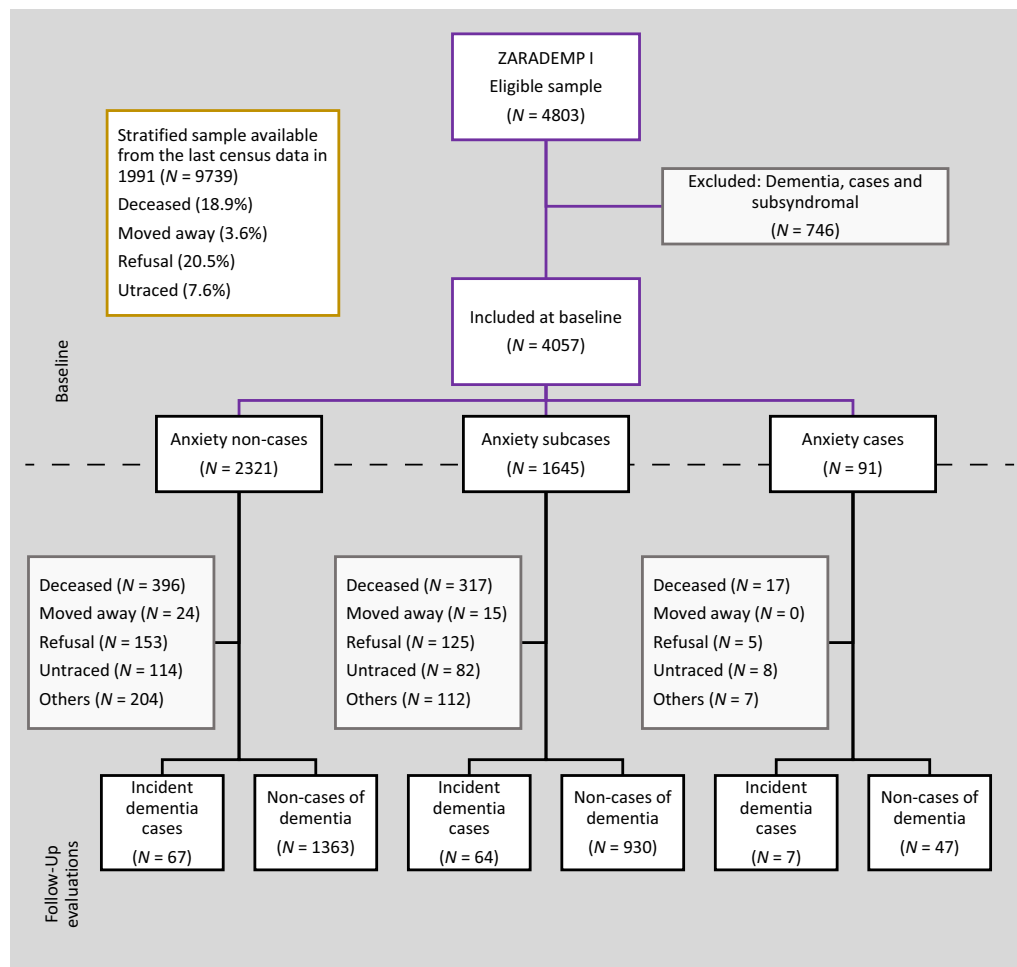 ZARADEMP I
Eligible sample
(N = 4803)
Stratified sample available
from the last census data in
1991 (N = 9739)
Deceased (18.9%)
Moved away (3.6%)
Refusal (20.5%)
Utraced (7.6%)
Excluded: Dementia, cases and
subsyndromal
(N = 746)
Included at baseline
(N = 4057)
Baseline
Anxiety non-cases
(N = 2321)
Anxiety subcases
(N = 1645)
Anxiety cases
(N = 91)
Deceased (N = 396)
Moved away (N = 24)
Refusal (N = 153)
Untraced (N = 114)
Others (N = 204)
Deceased (N = 317)
Moved away (N = 15)
Refusal (N = 125)
Untraced (N = 82)
Others (N = 112)
Deceased (N = 17)
Moved away (N = 0)
Refusal (N = 5)
Untraced (N = 8)
Others (N = 7)
Incident
dementia
cases
(N = 67)
Non-cases of
dementia
(N = 1363)
Incident
dementia
cases
(N = 64)
Non-cases of
dementia
(N = 930)
Incident
dementia
cases
(N = 7)
Non-cases of
dementia
(N = 47)
Follow-Up
evaluations